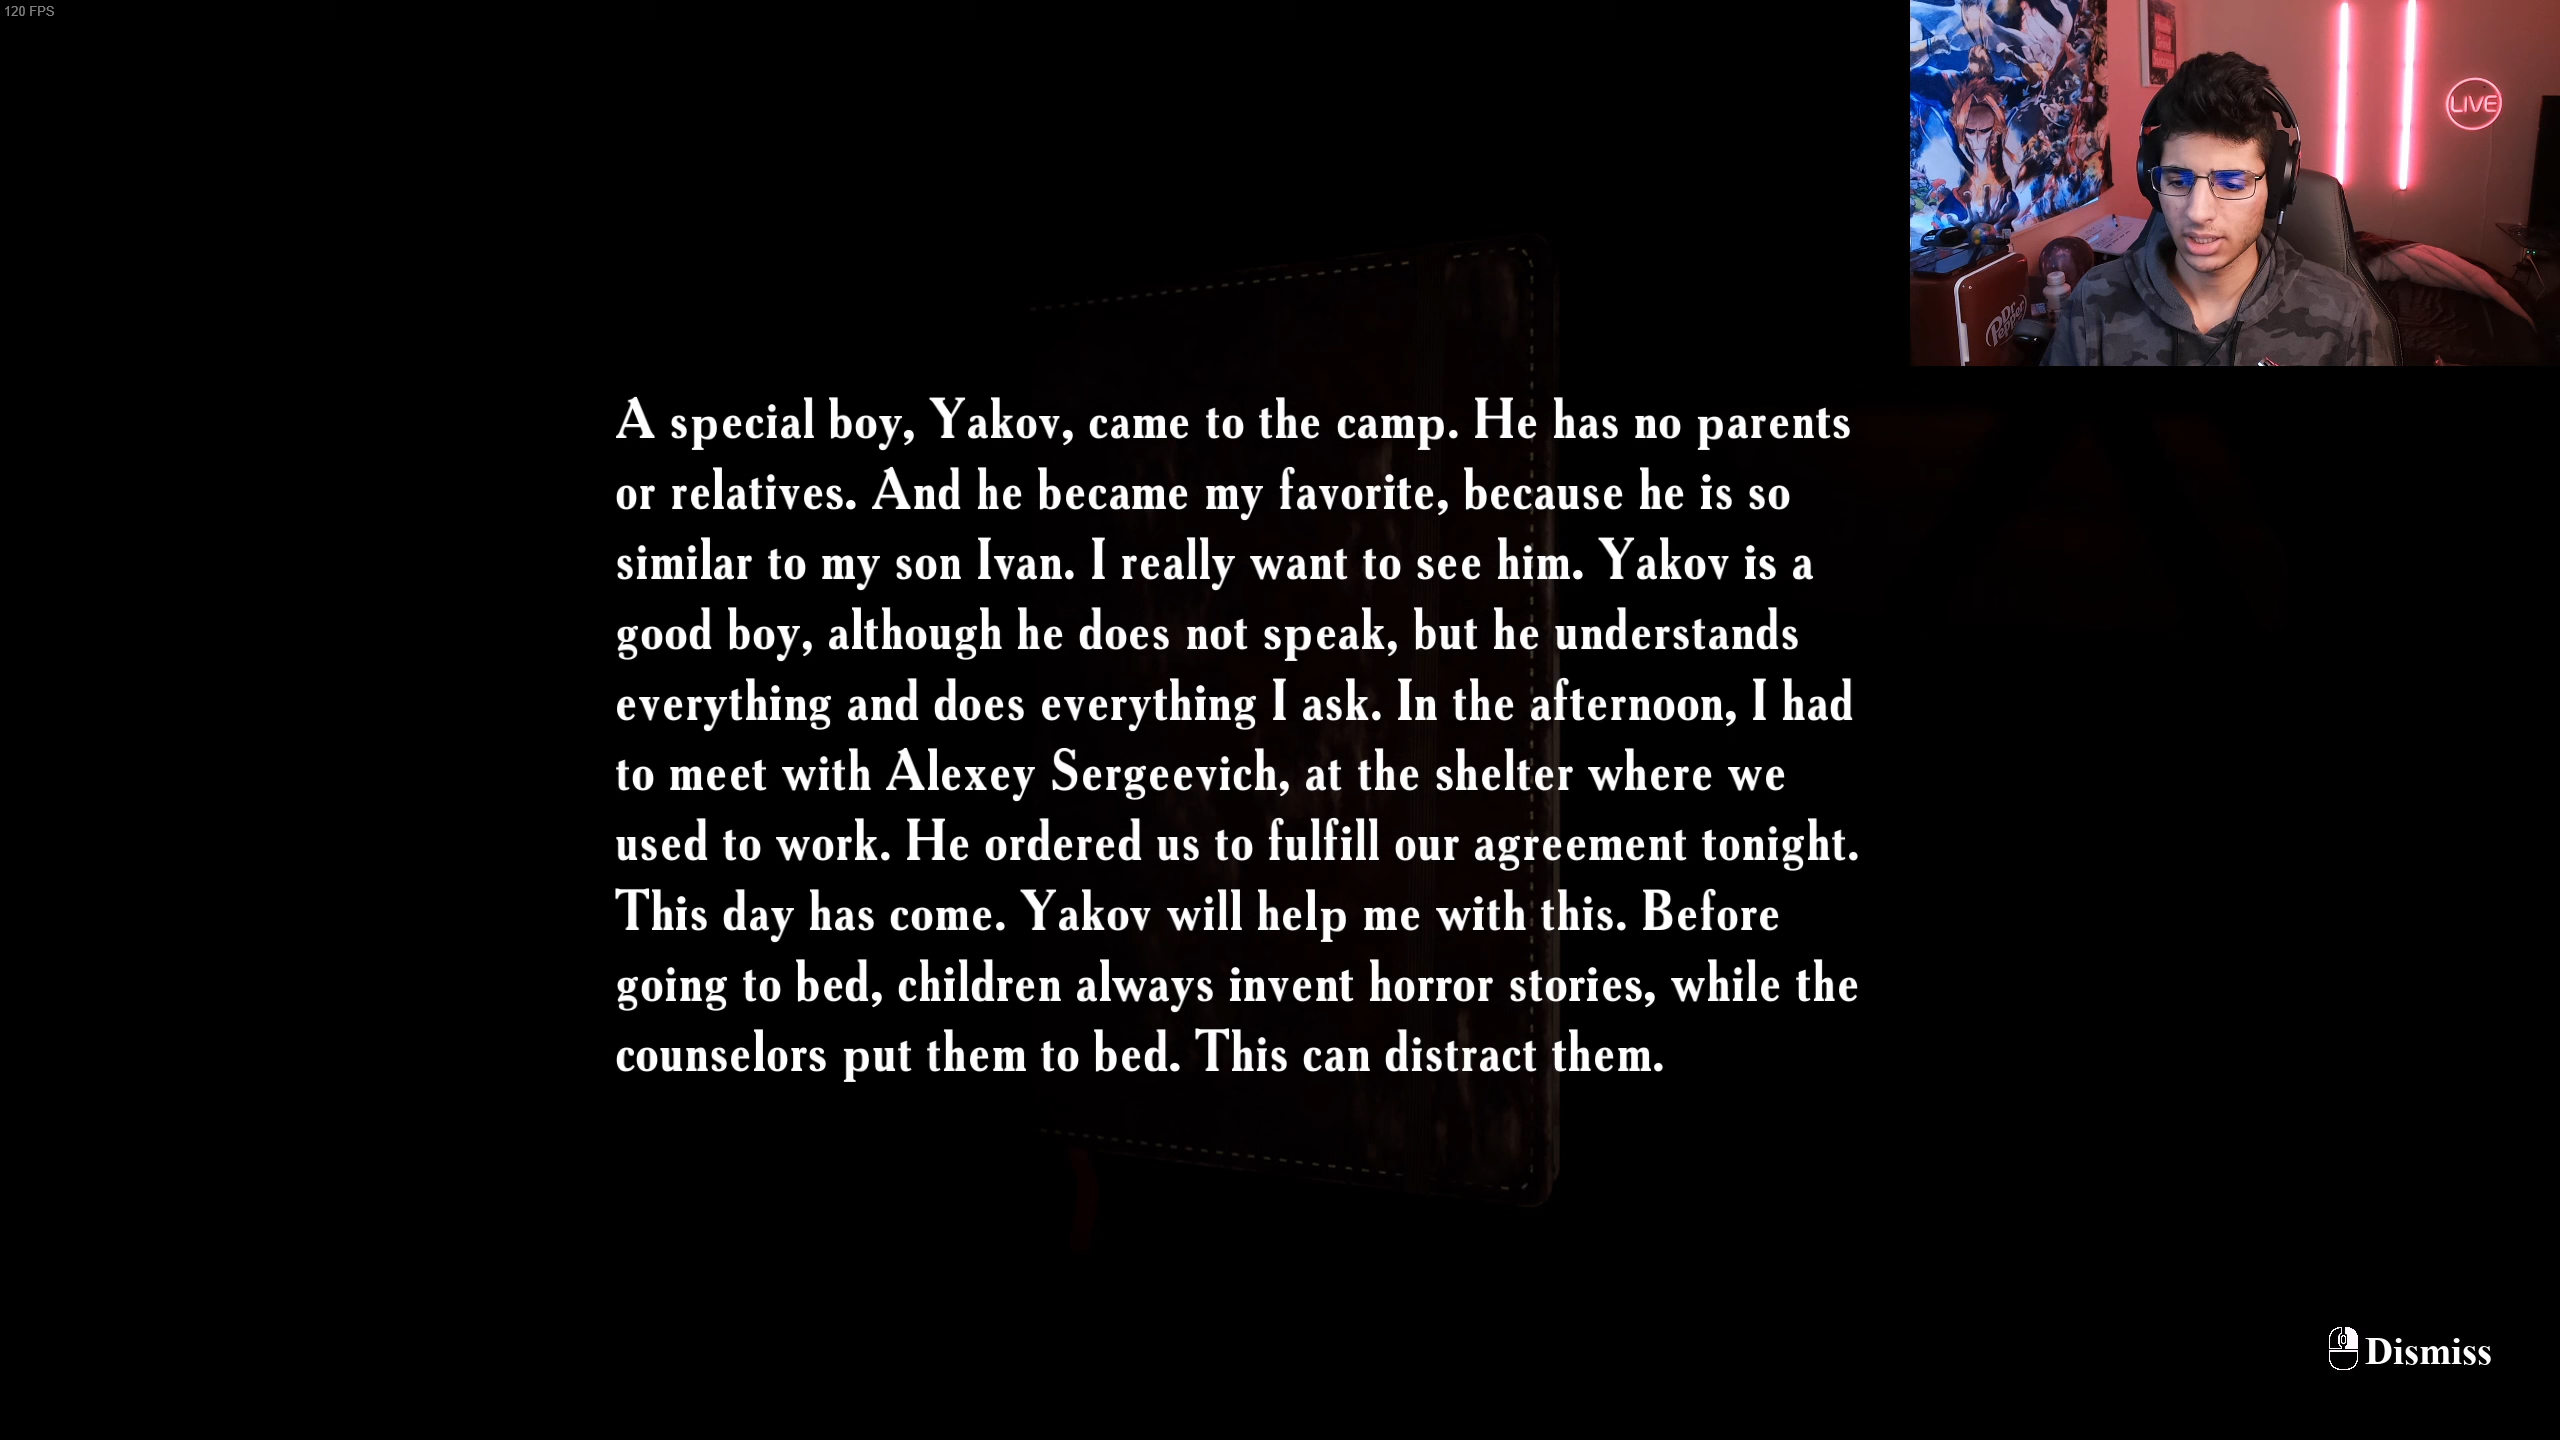 120 FPS
LIVE
Dr Pepper
A special boy, Yakov, came to the camp. He has no parents
or relatives. And he became my favorite, because he is so
similar to my son Ivan. I really want to see him. Yakov is a
good boy, although he does not speak, but he understands
everything and does everything I ask. In the afternoon, I had
to meet with Alexey Sergeevich, at the shelter where we
used to work. He ordered us to fulfill our agreement tonight.
This day has come. Yakov will help me with this. Before
going to bed, children always invent horror stories, while the
counselors put them to bed. This can distract them.
Dismiss